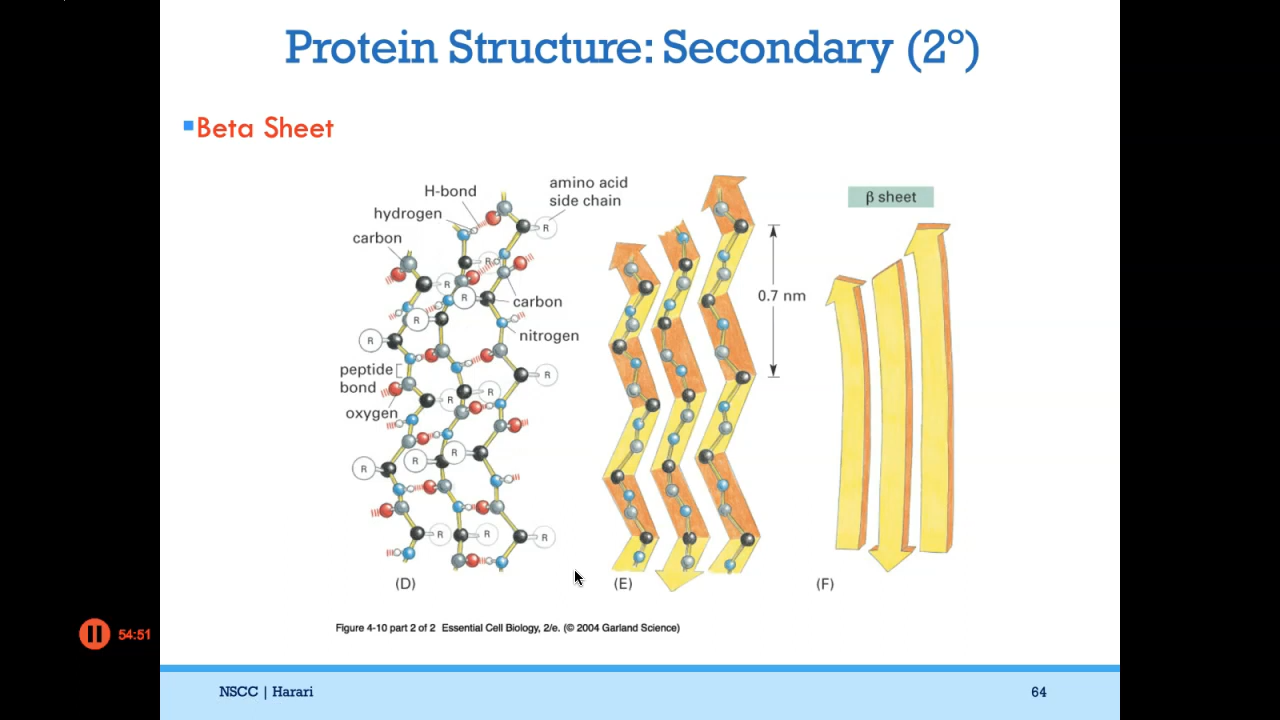 Protein Structure: Secondary (2°)
Beta Sheet
H-bond
hydrogen
carbon
amino acid
side chain
R
R
R
R
R
carbon
R
nitrogen
R
peptide
bond
R
R
R
oxygen
R
R
R
R
R
R
(D)
0.7 nm
(E)
β sheet
(F)
Figure 4-10 part 2 of 2 Essential Cell Biology, 2/e. (© 2004 Garland Science)
54:51
NSCC | Harari
64